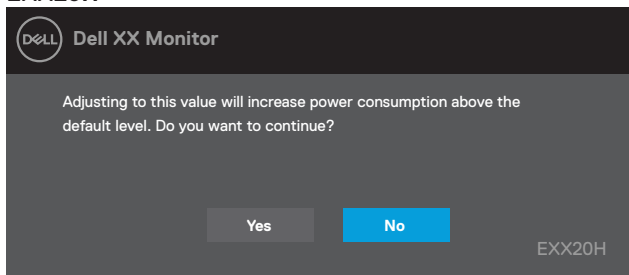 DELL Dell XX Monitor
Adjusting to this value will increase power consumption above the
default level. Do you want to continue?
Yes No
EXX20H